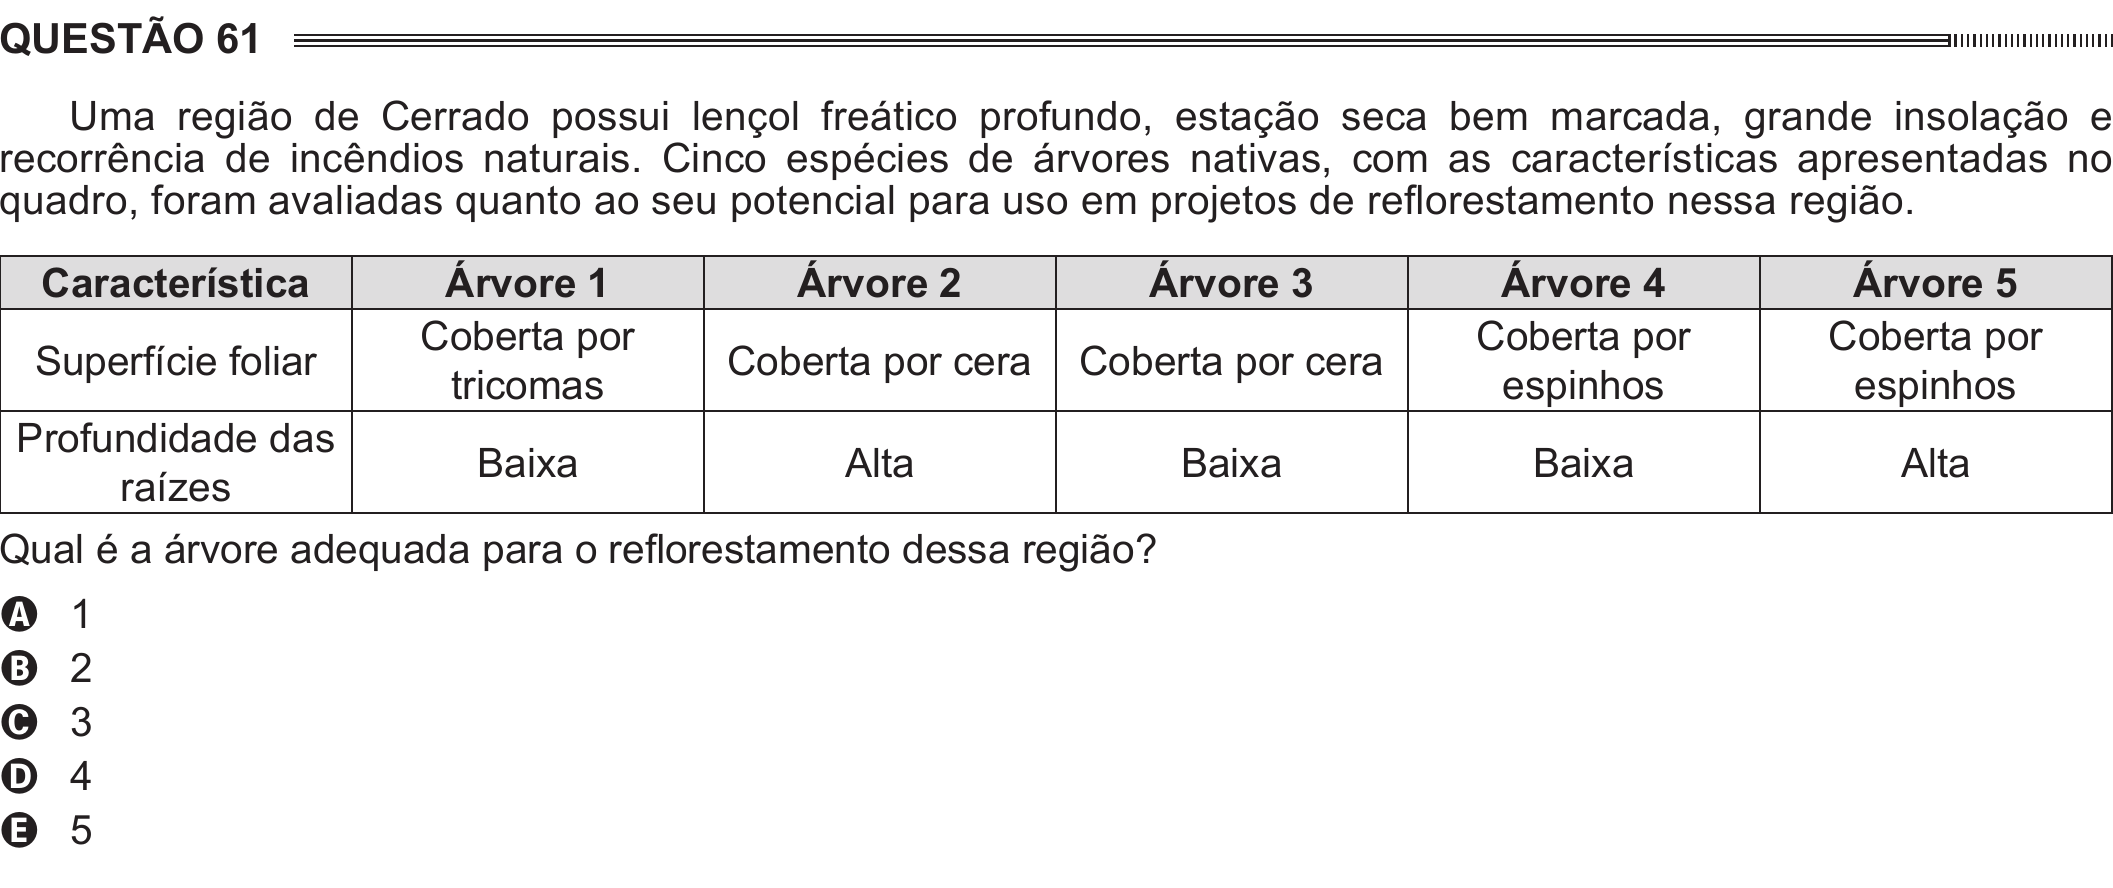 QUESTÃO 61
Uma região de Cerrado possui lençol freático profundo, estação seca bem marcada, grande insolação e
recorrência de incêndios naturais. Cinco espécies de árvores nativas, com as características apresentadas no
quadro, foram avaliadas quanto ao seu potencial para uso em projetos de reflorestamento nessa região.
Característica Árvore 1 Árvore 2 Árvore 3 Árvore 4 Árvore 5
Superfície foliar Coberta por tricomas Coberta por cera Coberta por cera Coberta por espinhos Coberta por espinhos
Profundidade das raízes Baixa Alta Baixa Baixa Alta
Qual é a árvore adequada para o reflorestamento dessa região?
A 1
B 2
C 3
D 4
E 5